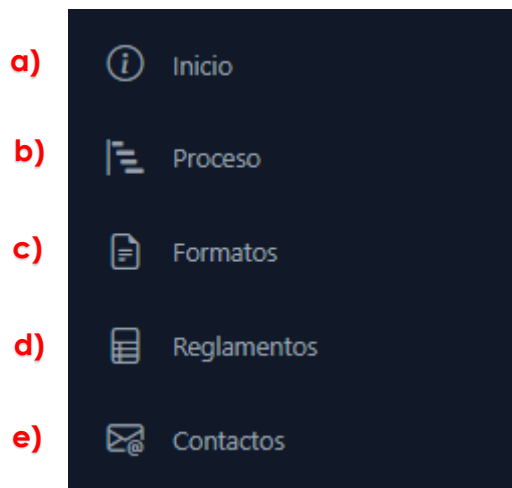 a) Inicio
b) Proceso
c) Formatos
d) Reglamentos
e) Contactos